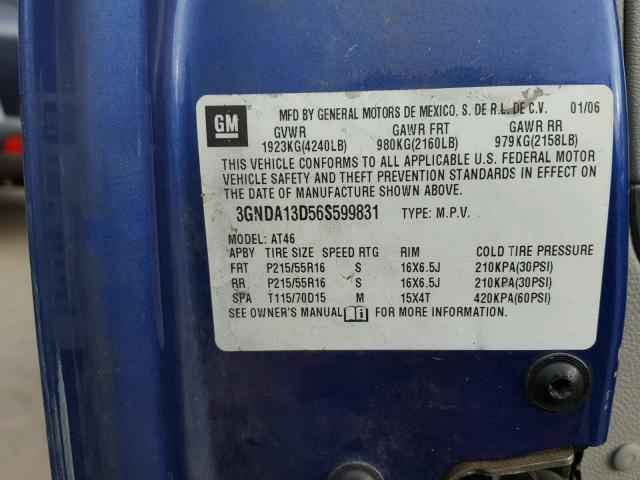 MFD BY GENERAL MOTORS DE MEXICO, S. DE R.L. DE C.V. 01/06
GM
GVWR GAWR FRT GAWR RR
1923KG(4240LB) 980KG(2160LB) 979KG(2158LB)
THIS VEHICLE CONFORMS TO ALL APPLICABLE U.S. FEDERAL MOTOR
VEHICLE SAFETY AND THEFT PREVENTION STANDARDS IN EFFECT ON
THE DATE OF MANUFACTURE SHOWN ABOVE.
3GNDA13D56S599831 TYPE: M.P.V.
MODEL: AT46
APBY TIRE SIZE SPEED RTG RIM COLD TIRE PRESSURE
FRT P215/55R16 S 16X6.5J 210KPA(30PSI)
RR P215/55R16 S 16X6.5J 210KPA(30PSI)
SPA T115/70D15 M 15X4T 420KPA(60PSI)
SEE OWNER'S MANUAL FOR MORE INFORMATION.